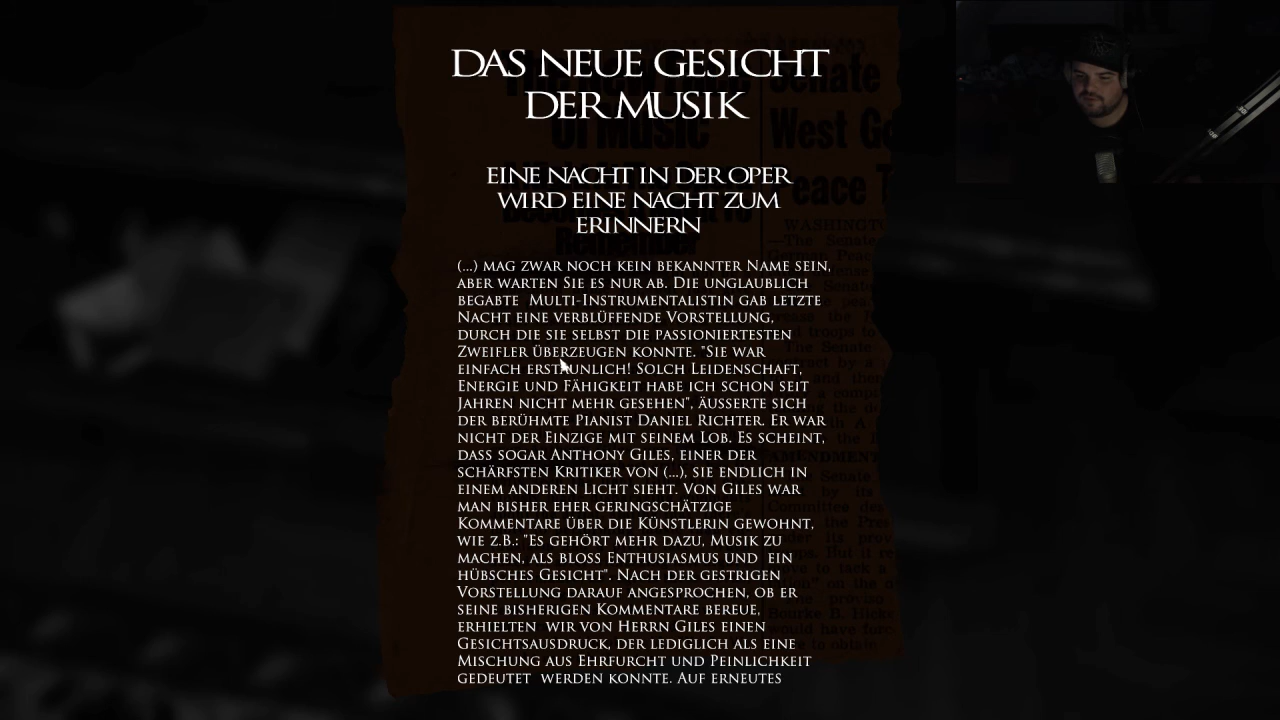 DAS NEUE GESICHT
DER MUSIK
EINE NACHT IN DER OPER
WIRD EINE NACHT ZUM
ERINNERN
(...) MAG ZWAR NOCH KEIN BEKANNTER NAME SEIN,
ABER WARTEN SIE ES NUR AB. DIE UNGLAUBLICH
BEGABTE MULTI-INSTRUMENTALISTIN GAB LETZTE
NACHT EINE VERBLÜFFENDE VORSTELLUNG,
DURCH DIE SIE SELBST DIE PASSIONIERTESTEN
ZWEIFLER ÜBERZEUGEN KONNTE. "SIE WAR
EINFACH ERSTAUNLICH! SOLCH LEIDENSCHAFT,
ENERGIE UND FÄHIGKEIT HABE ICH SCHON SEIT
JAHREN NICHT MEHR GESEHEN", ÄUSSERTE SICH
DER BERÜHMTE PIANIST DANIEL RICHTER. ER WAR
NICHT DER EINZIGE MIT SEINEM LOB. ES SCHEINT,
DASS SOGAR ANTHONY GILES, EINER DER
SCHÄRFSTEN KRITIKER VON (...), SIE ENDLICH IN
EINEM ANDEREN LICHT SIEHT. VON GILES WAR
MAN BISHER EHER GERINGSCHÄTZIGE
KOMMENTARE ÜBER DIE KÜNSTLERIN GEWOHNT,
WIE Z.B.: "ES GEHÖRT MEHR DAZU, MUSIK ZU
MACHEN, ALS BLOSS ENTHUSIASMUS UND EIN
HÜBSCHES GESICHT". NACH DER GESTRIGEN
VORSTELLUNG DARAUF ANGESPROCHEN, OB ER
SEINE BISHERIGEN KOMMENTARE BEREUE,
ERHIELTEN WIR VON HERRN GILES EINEN
GESICHTSAUSDRUCK, DER LEDIGLICH ALS EINE
MISCHUNG AUS EHRFURCHT UND PEINLICHKEIT
GEDEUTET WERDEN KONNTE. AUF ERNEUTES
Senate
West
Peace